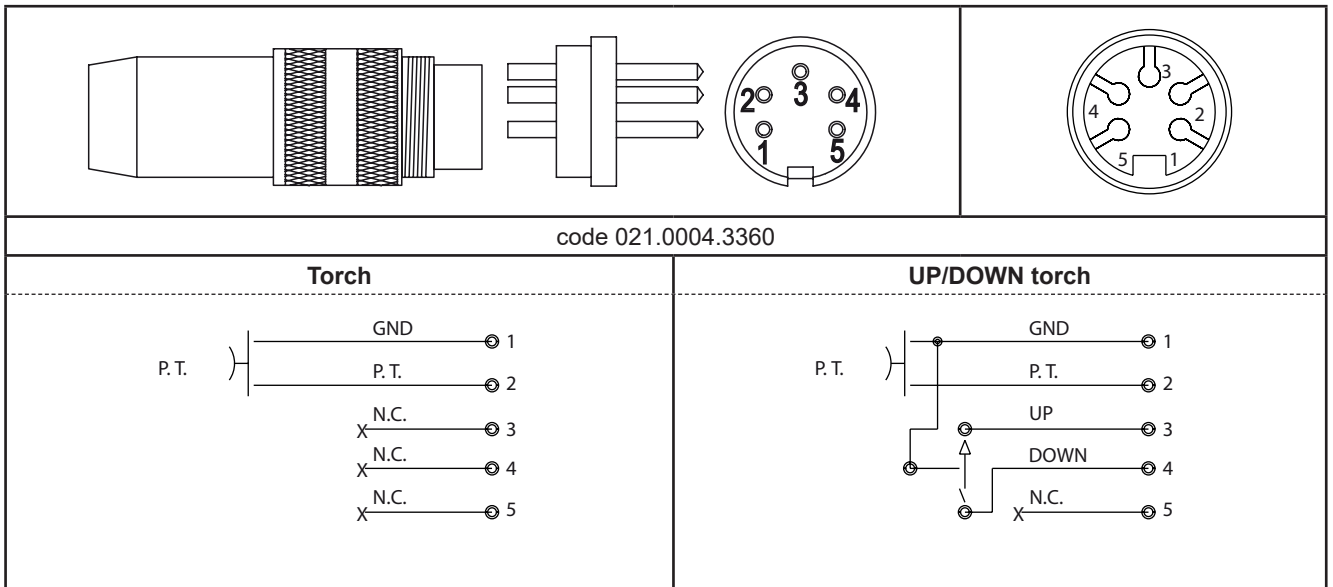 2 3 4
1 5
3
4 2
5 1
code 021.0004.3360
Torch
UP/DOWN torch
GND 1
P. T.
P. T. 2
N.C.
X 3
N.C.
X 4
N.C.
X 5
GND 1
P. T.
P. T. 2
UP 3
DOWN 4
N.C.
X 5